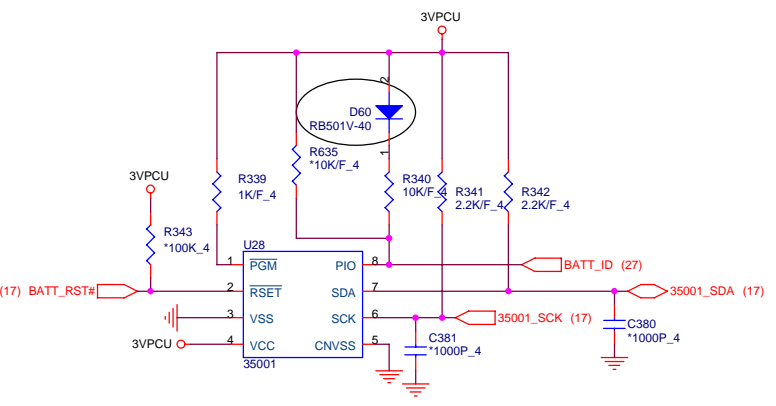 3VPCU
2
D60
RB501V-40
1
R635
*10K/F_4
3VPCU
R339
1K/F_4
R340
10K/F_4
R341
2.2K/F_4
R342
2.2K/F_4
R343
*100K_4
U28
1 PGM PIO 8
BATT_ID (27)
(17) BATT_RST#
2 RSET SDA 7
35001_SDA (17)
3 VSS SCK 6
35001_SCK (17)
3VPCU
4 VCC CNVSS 5
35001
C381
*1000P_4
C380
*1000P_4